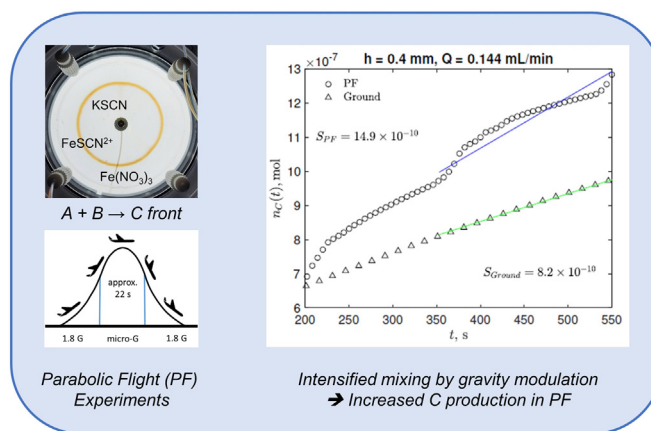 KSCN
FeSCN²⁺
Fe(NO₃)₃
A + B → C front
approx.
22 s
1.8 G
micro-G
1.8 G
Parabolic Flight (PF)
Experiments
×10⁻⁷
h = 0.4 mm, Q = 0.144 mL/min
13
12
11
10
9
8
7
6
n_C(t), mol
PF
Ground
S_PF = 14.9 × 10⁻¹⁰
S_Ground = 8.2 × 10⁻¹⁰
200 250 300 350 400 450 500 550
t, s
Intensified mixing by gravity modulation
➔ Increased C production in PF